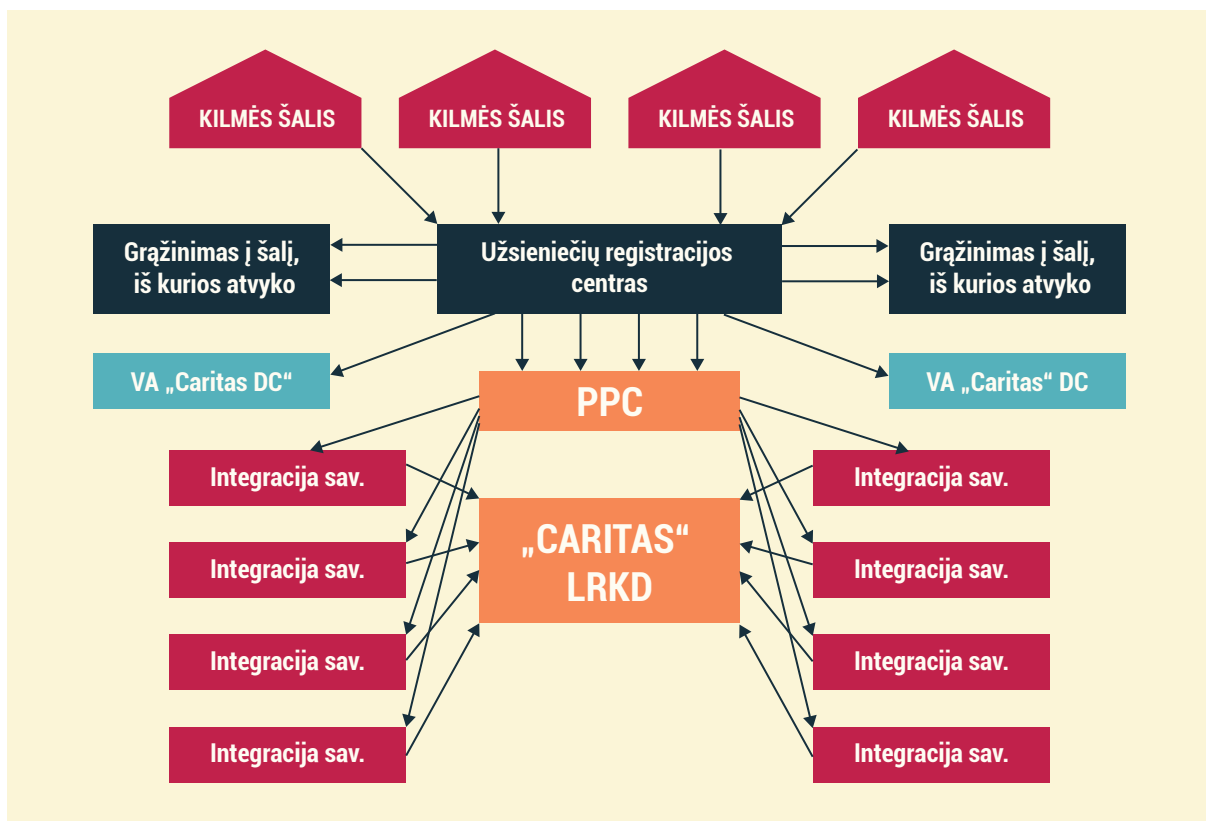 KILMĖS ŠALIS
KILMĖS ŠALIS
KILMĖS ŠALIS
KILMĖS ŠALIS
Grąžinimas į šalį,
iš kurios atvyko
Užsieniečių registracijos
centras
Grąžinimas į šalį,
iš kurios atvyko
VA „Caritas DC“
VA „Caritas“ DC
PPC
Integracija sav.
Integracija sav.
„CARITAS“
LRKD
Integracija sav.
Integracija sav.
Integracija sav.
Integracija sav.
Integracija sav.
Integracija sav.